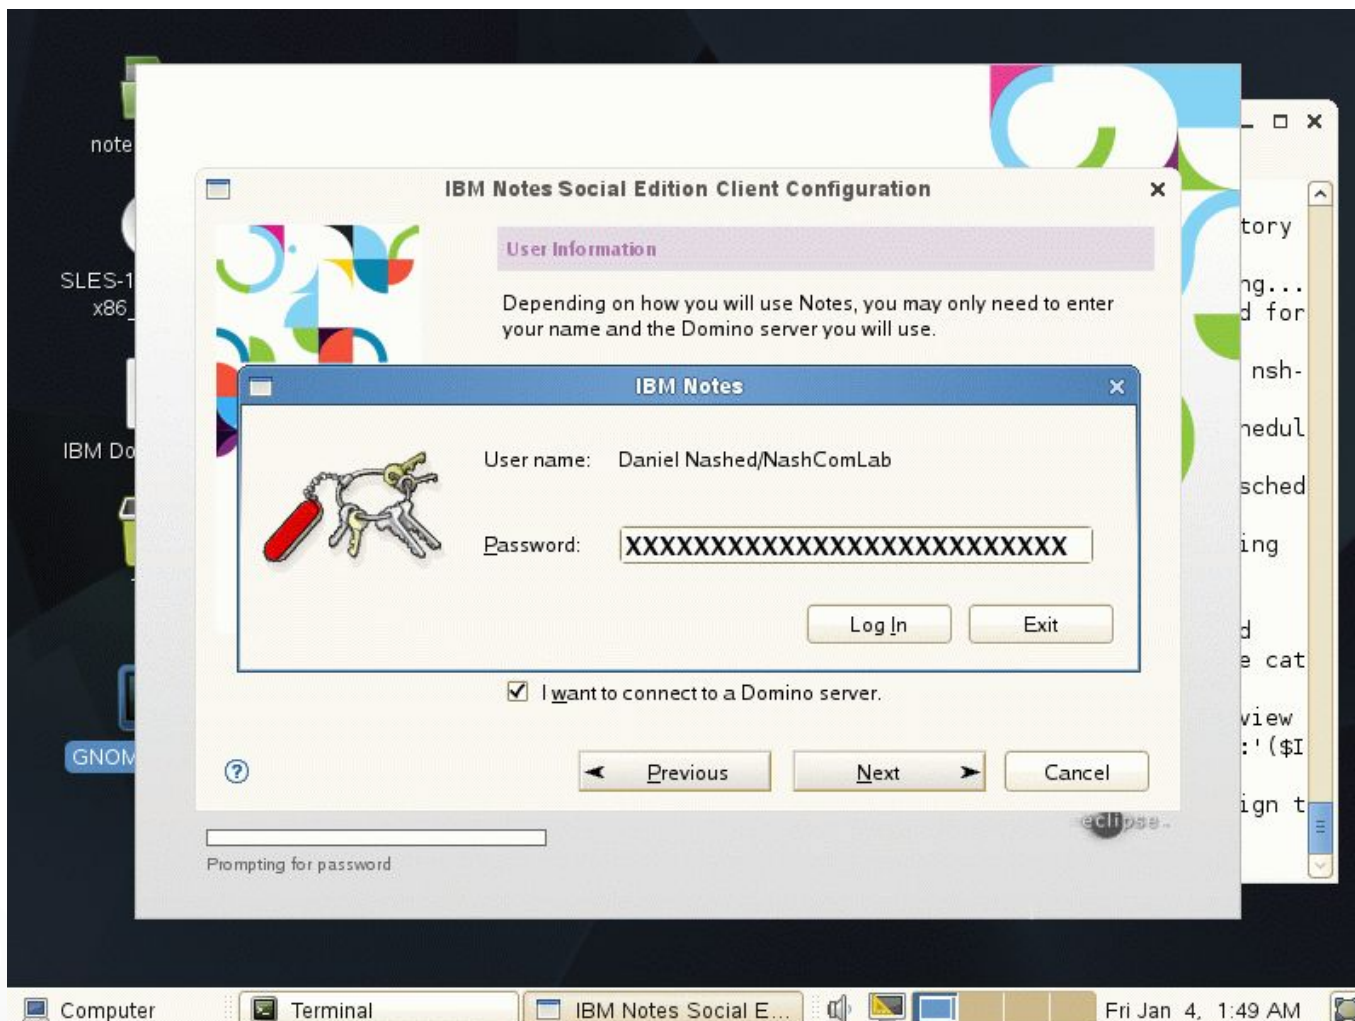 note
SLES-1
x86_
IBM Do
GNOM
IBM Notes Social Edition Client Configuration
User Information
Depending on how you will use Notes, you may only need to enter
your name and the Domino server you will use.
IBM Notes
User name: Daniel Nashed/NashComLab
Password: XXXXXXXXXXXXXXXXXXXXXXXXXX
Log In
Exit
I want to connect to a Domino server.
Previous
Next
Cancel
eclipse
Prompting for password
tory
ng...
d for
nsh-
hedul
sched
ing
d
e cat
view
:'($I
ign t
Computer
Terminal
IBM Notes Social E...
Fri Jan 4, 1:49 AM